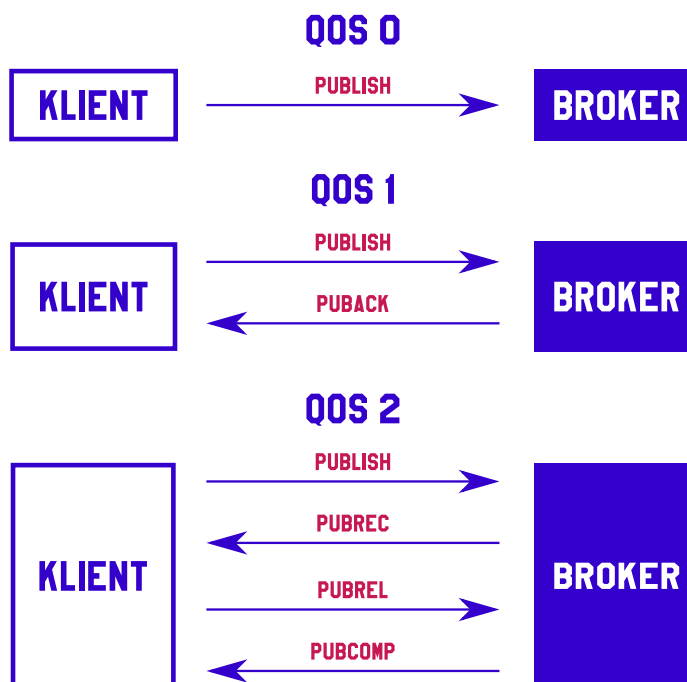 QOS 0
PUBLISH
KLIENT
BROKER
QOS 1
PUBLISH
KLIENT
BROKER
PUBACK
QOS 2
PUBLISH
PUBREC
KLIENT
BROKER
PUBREL
PUBCOMP